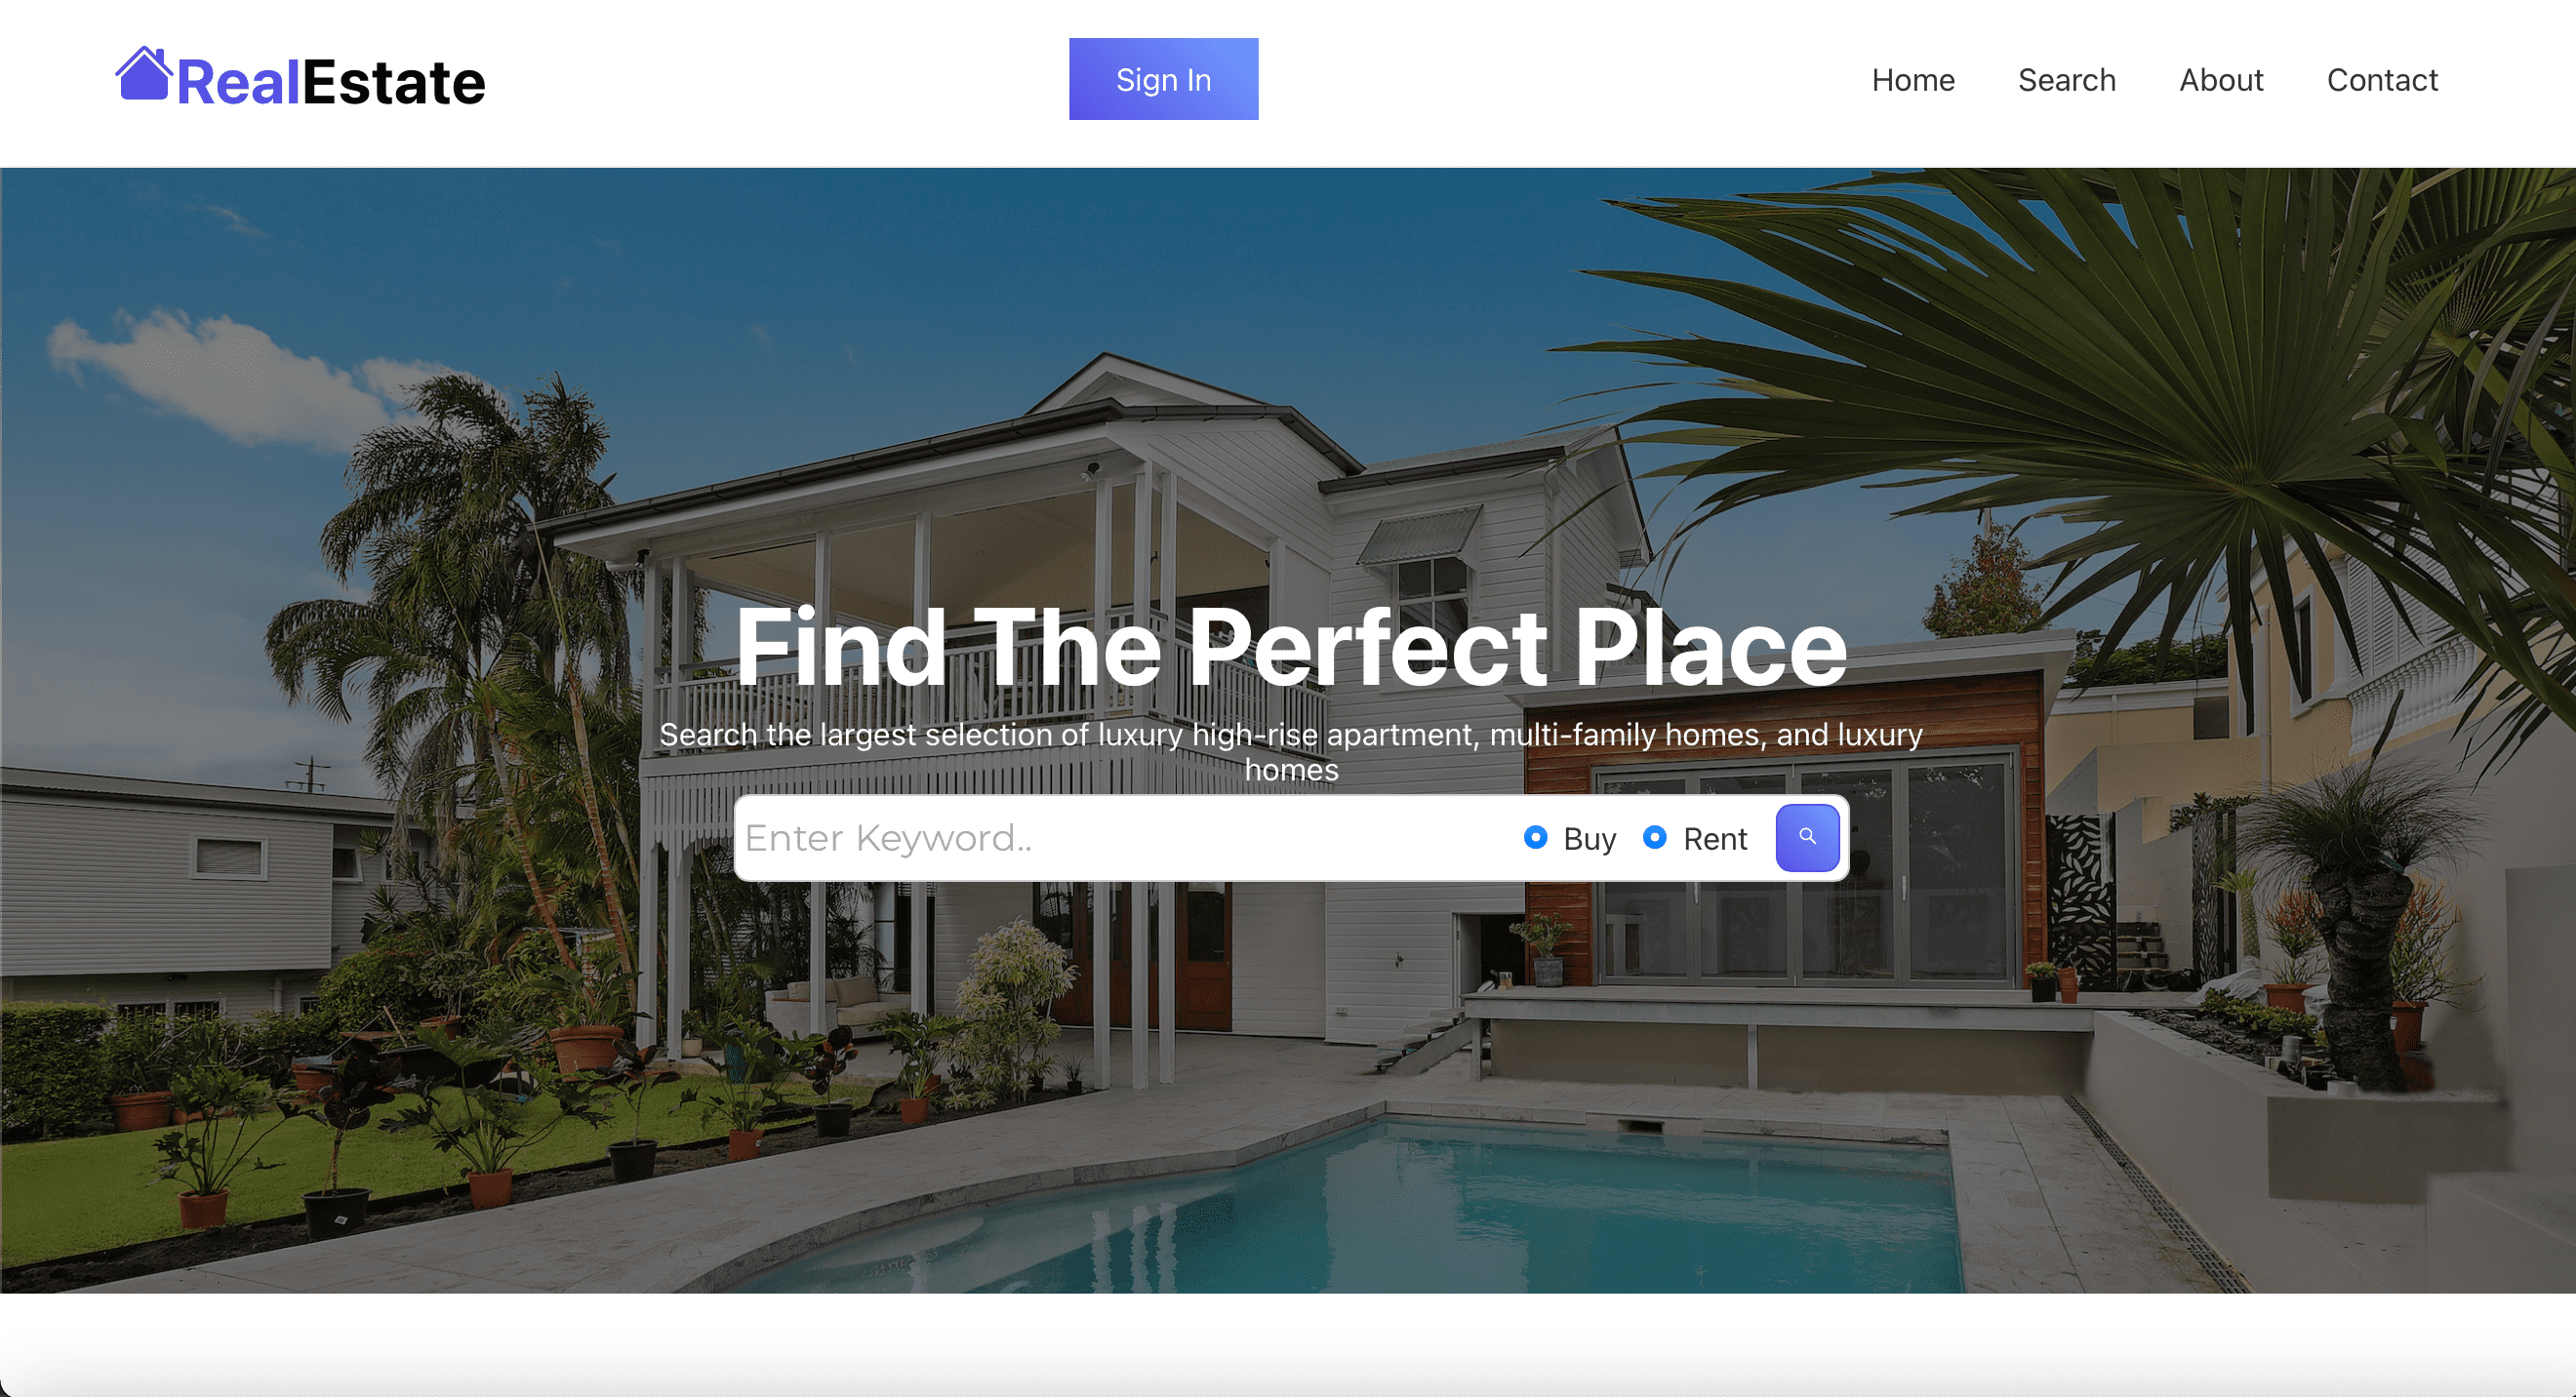 RealEstate
Sign In
Home Search About Contact
Find The Perfect Place
Search the largest selection of luxury high-rise apartment, multi-family homes, and luxury
homes
Enter Keyword.. Buy Rent